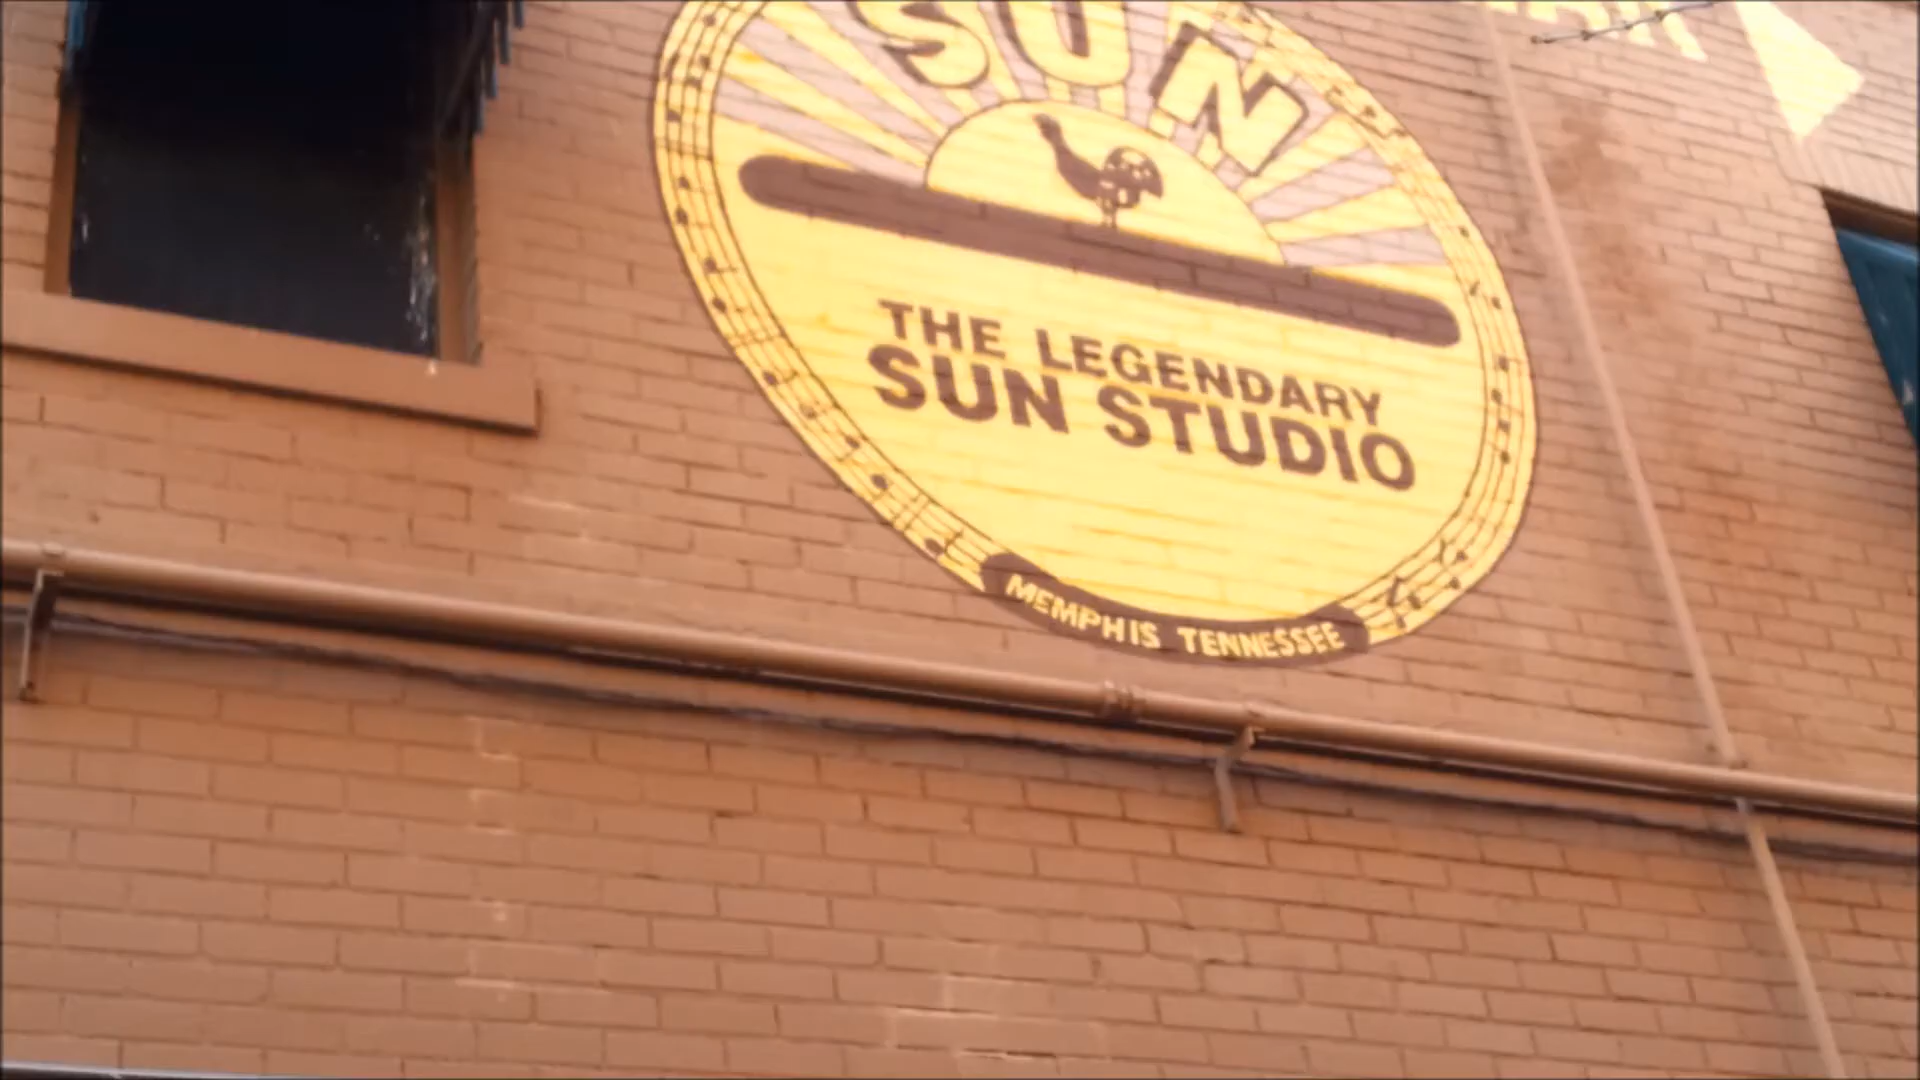 SUN
THE LEGENDARY
SUN STUDIO
MEMPHIS TENNESSEE